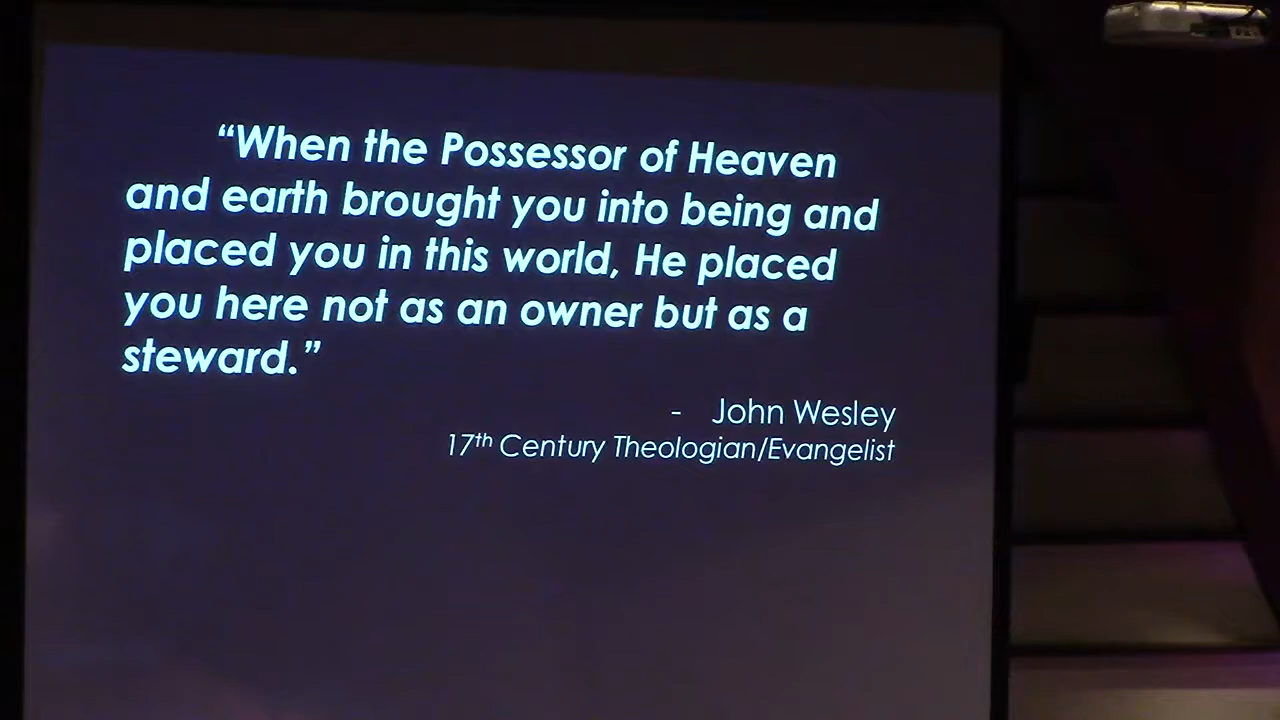 “When the Possessor of Heaven
and earth brought you into being and
placed you in this world, He placed
you here not as an owner but as a
steward.”
- John Wesley
17th Century Theologian/Evangelist